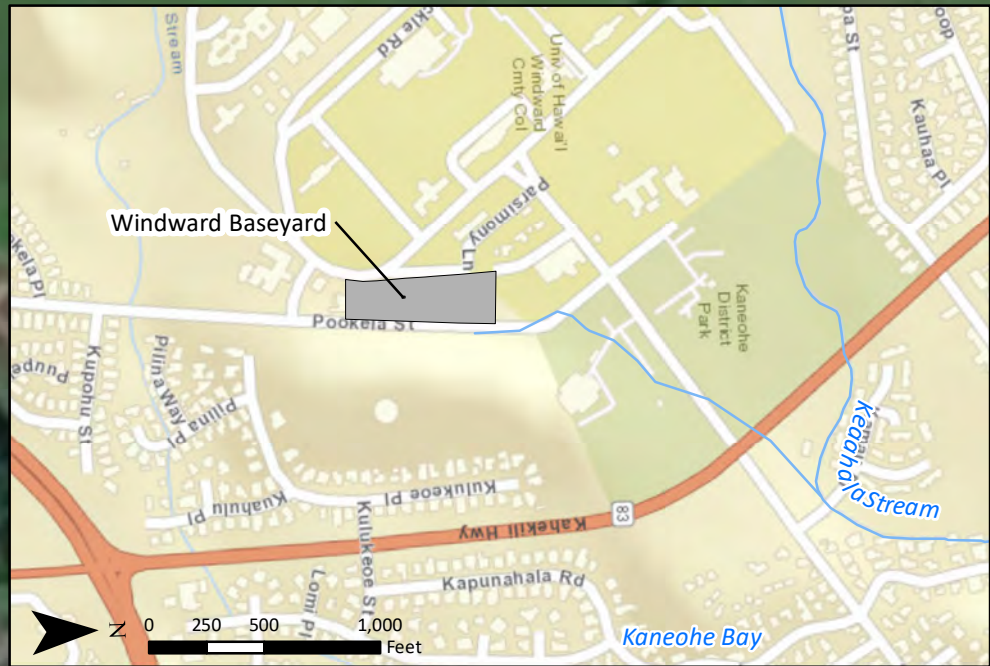 Stream
Univ of Hawai'I
Windward
Cmty Col
Kauhaa Pl
Windward Baseyard
Parsimony
Ln
Kaneohe
District
Park
Pookela St
Kupohu St
Pilina Way
Pilina Pl
Kuahulu Pl
Kulukeoe Pl
Kulukeoe St
Keaahala Stream
83
Kahekili Hwy
Kapunahala Rd
Lomi Pl
Kaneohe Bay
N
0 250 500 1,000
Feet